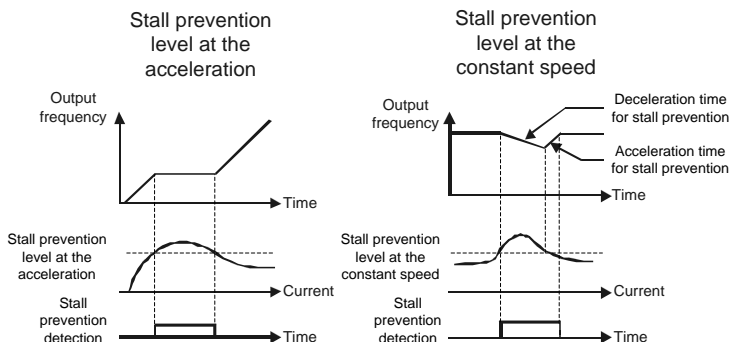 Stall prevention
level at the
acceleration
Output
frequency
Time
Stall prevention
level at the
acceleration
Current
Stall
prevention
detection
Time
Stall prevention
level at the
constant speed
Output
frequency
Deceleration time
for stall prevention
Acceleration time
for stall prevention
Time
Stall prevention
level at the
constant speed
Current
Stall
prevention
detection
Time